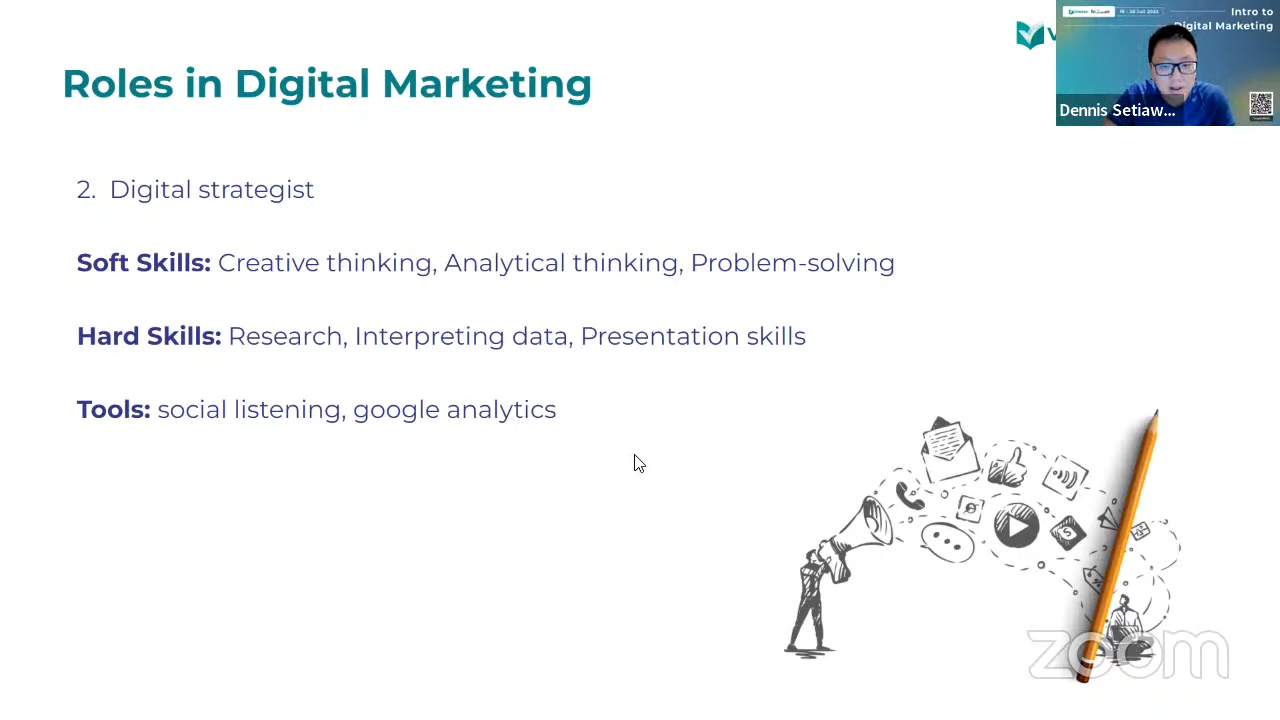 Intro to
Digital Marketing
Dennis Setiaw...
Roles in Digital Marketing
2. Digital strategist
Soft Skills: Creative thinking, Analytical thinking, Problem-solving
Hard Skills: Research, Interpreting data, Presentation skills
Tools: social listening, google analytics
zoom